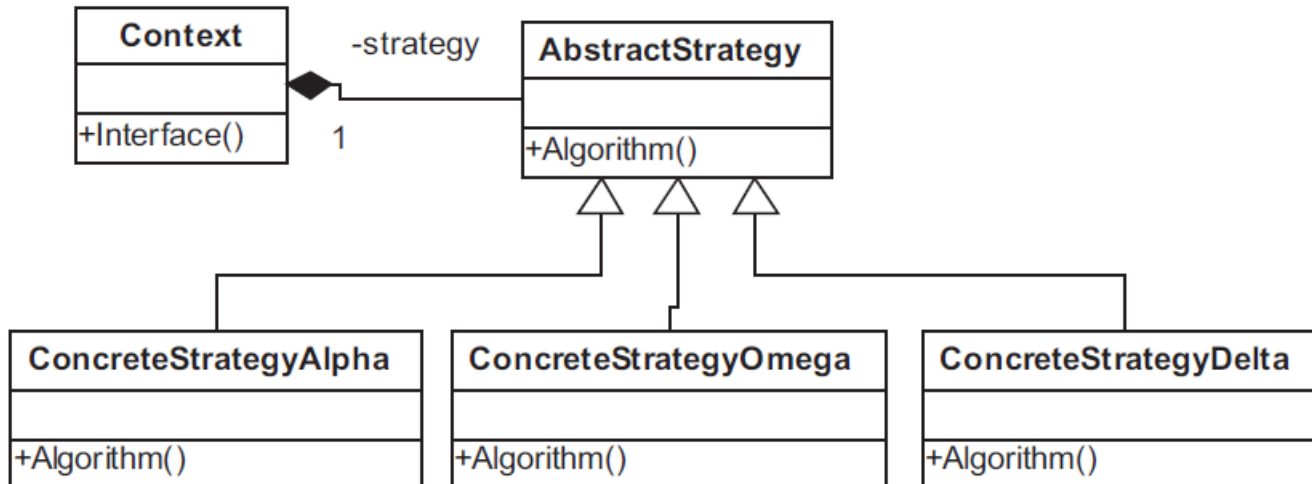 Context
+Interface()
-strategy
1
AbstractStrategy
+Algorithm()
ConcreteStrategyAlpha
+Algorithm()
ConcreteStrategyOmega
+Algorithm()
ConcreteStrategyDelta
+Algorithm()